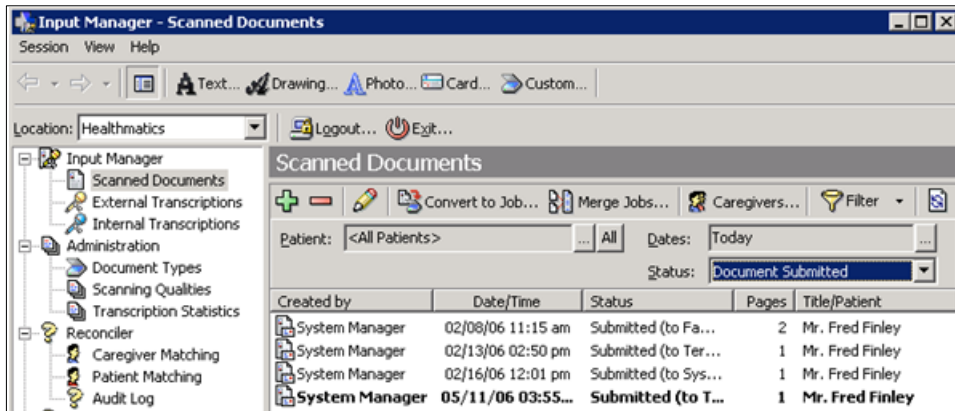 Input Manager - Scanned Documents
Session View Help
Text... Drawing... Photo... Card... Custom...
Location: Healthmatics Logout... Exit...
Input Manager
Scanned Documents
External Transcriptions
Internal Transcriptions
Administration
Document Types
Scanning Qualities
Transcription Statistics
Reconciler
Caregiver Matching
Patient Matching
Audit Log
Scanned Documents
Convert to Job... Merge Jobs... Caregivers... Filter
Patient: <All Patients> ... All Dates: Today ...
Status: Document Submitted
Created by Date/Time Status Pages Title/Patient
System Manager 02/08/06 11:15 am Submitted (to Fa... 2 Mr. Fred Finley
System Manager 02/13/06 02:50 pm Submitted (to Ter... 1 Mr. Fred Finley
System Manager 02/16/06 12:01 pm Submitted (to Sys... 1 Mr. Fred Finley
System Manager 05/11/06 03:55... Submitted (to T... 1 Mr. Fred Finley